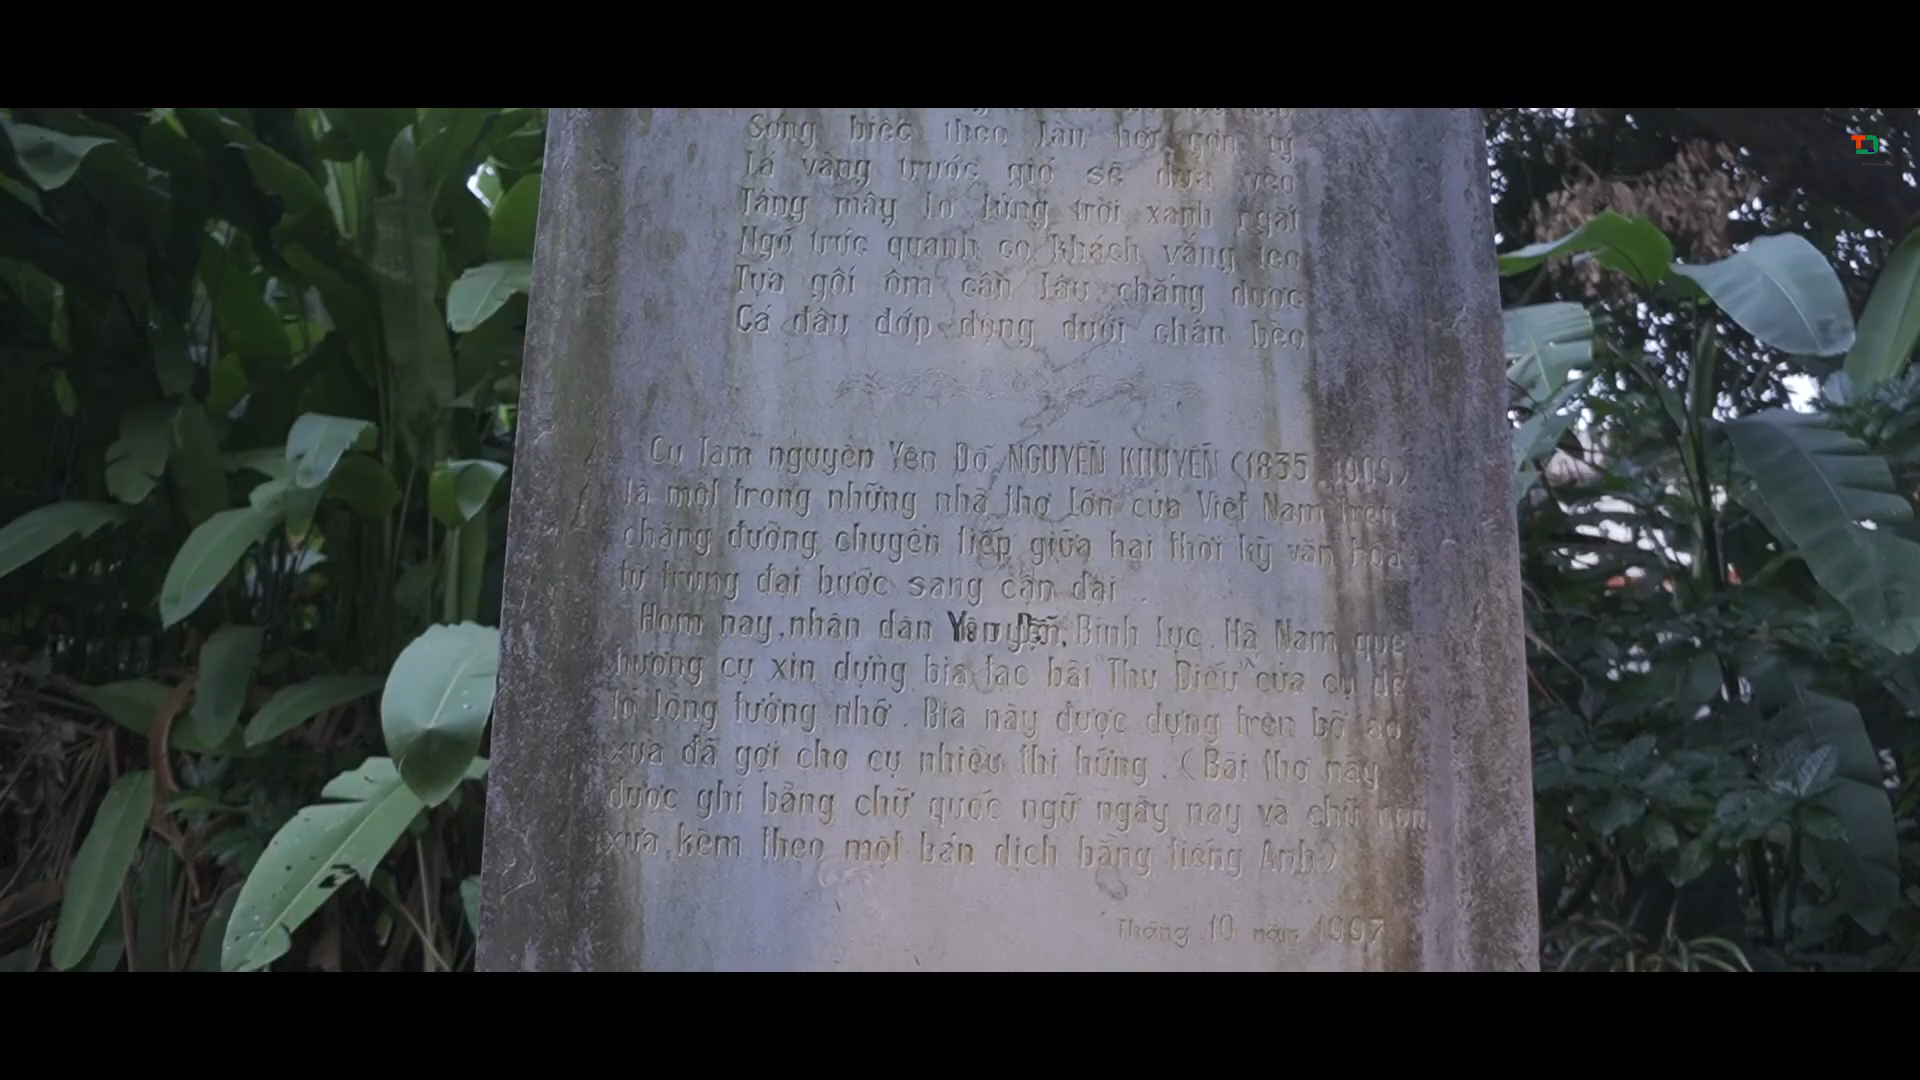 Sóng biếc theo làn hơi gợn tý
Lá vàng trước gió sẽ đưa vèo
Tầng mây lơ lửng trời xanh ngắt
Ngõ trúc quanh co khách vắng teo
Tựa gối ôm cần lâu chẳng được
Cá đâu đớp động dưới chân bèo
Cụ Tam nguyên Yên Đổ, NGUYỄN KHUYẾN (1835 1909)
là một trong những nhà thơ lớn của Việt Nam trên
chặng đường chuyển tiếp giữa hai thời kỳ văn hóa
từ trung đại bước sang cận đại ..
Hôm nay, nhân dân Bình Lục, Hà Nam quê
hương cụ xin dựng bia tạc bài Thu Điếu" của cụ để
tỏ lòng tưởng nhớ. Bia này được dựng trên bờ ao
xưa đã gợi cho cụ nhiều thi hứng. (Bài thơ này
được ghi bằng chữ quốc ngữ ngày nay và chữ nôm
xưa, kèm theo một bản dịch bằng tiếng Anh)
Tháng 10 năm 1997
TD